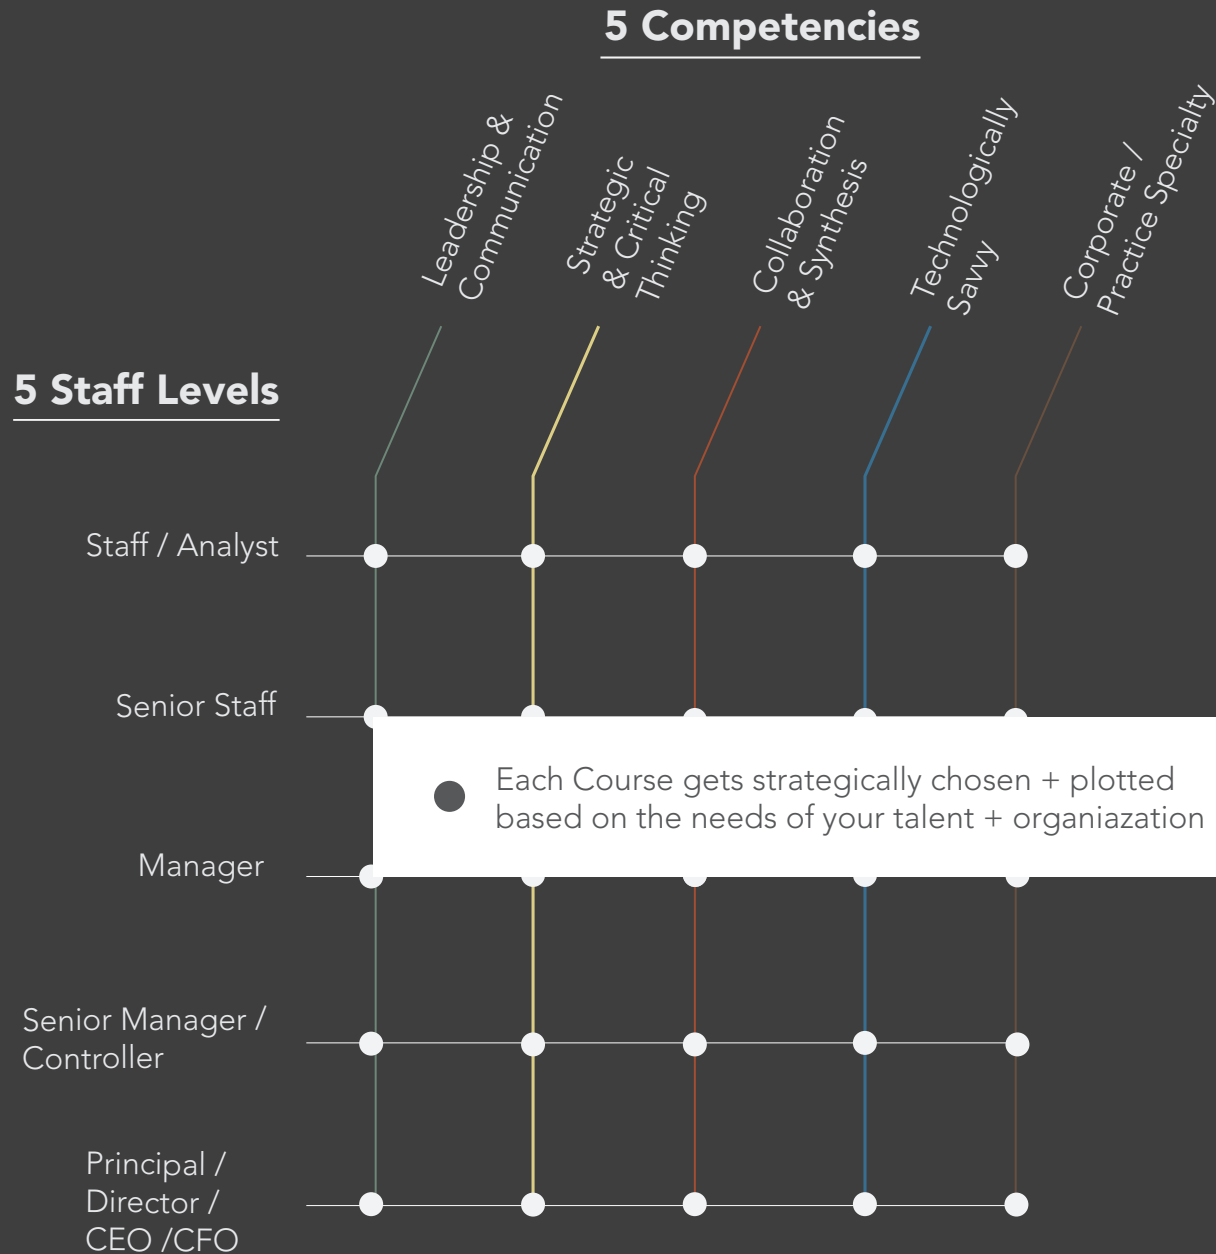 5 Competencies
Leadership &
Communication
Strategic
& Critical
Thinking
Collaboration
& Synthesis
Technologically
Savvy
Corporate /
Practice Specialty
5 Staff Levels
Staff / Analyst
Senior Staff
Each Course gets strategically chosen + plotted
based on the needs of your talent + organiazation
Manager
Senior Manager /
Controller
Principal /
Director /
CEO /CFO